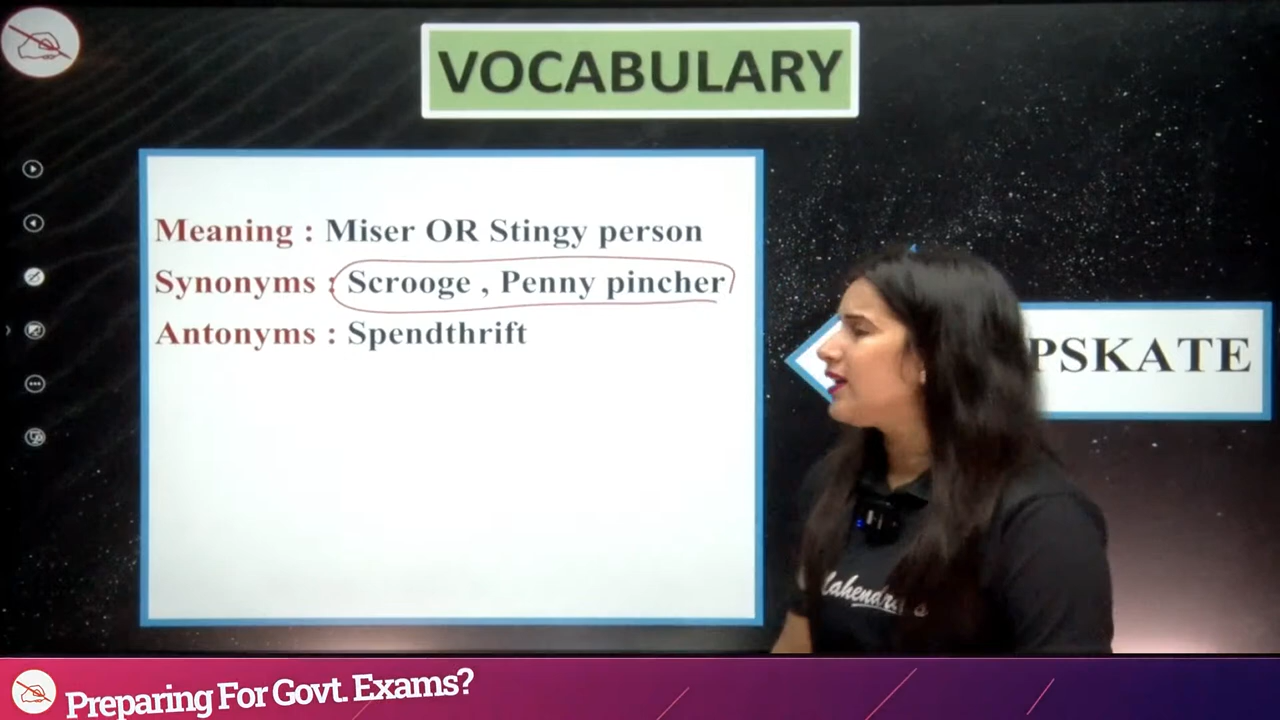 VOCABULARY
Meaning : Miser OR Stingy person
Synonyms : Scrooge , Penny pincher
Antonyms : Spendthrift
PSKATE
Preparing For Govt. Exams?